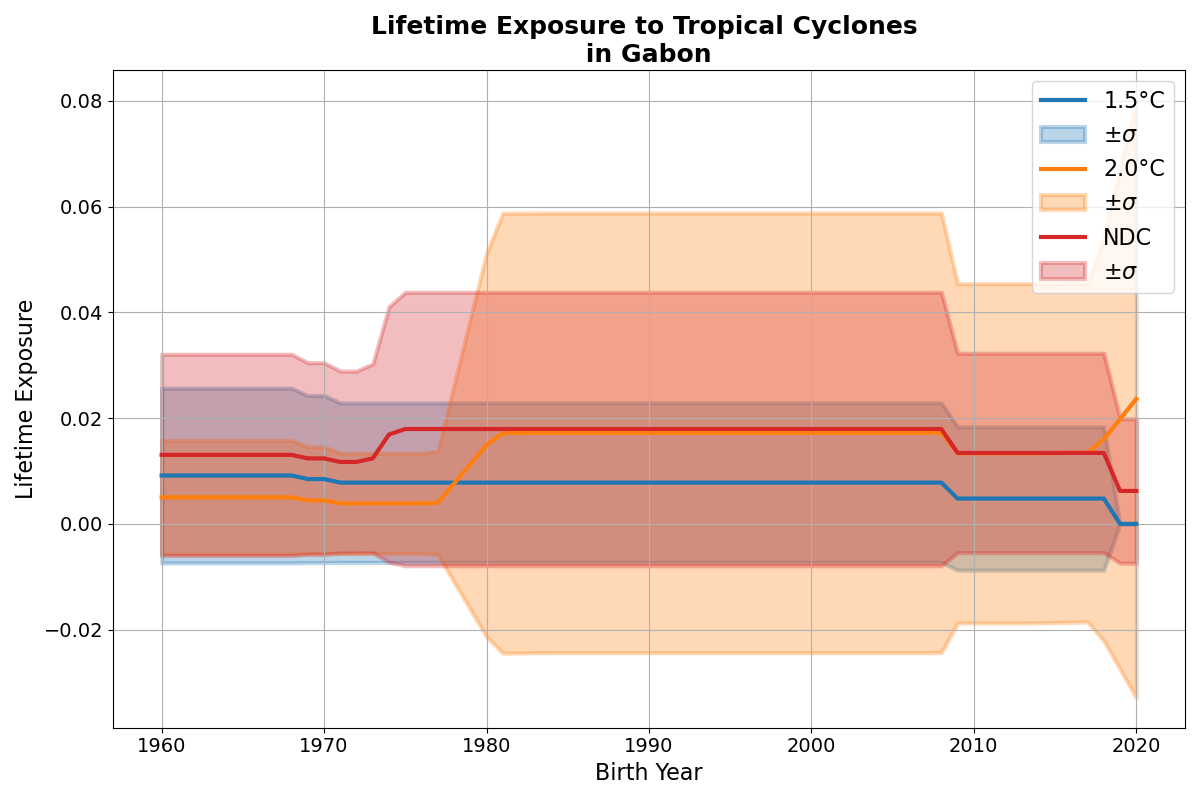 Lifetime Exposure to Tropical Cyclones
in Gabon
1.5°C
±σ
2.0°C
±σ
NDC
±σ
Lifetime Exposure
0.08
0.06
0.04
0.02
0.00
−0.02
1960
1970
1980
1990
2000
2010
2020
Birth Year